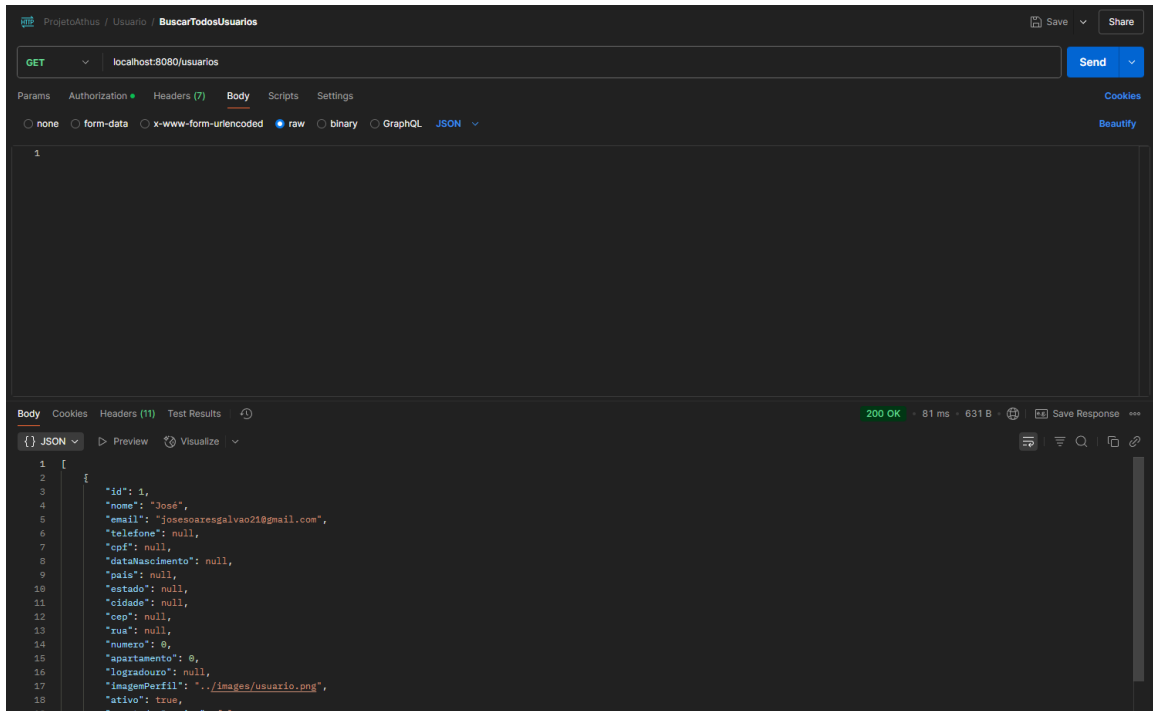 HTTP ProjetoAthus / Usuario / BuscarTodosUsuarios Save Share
GET localhost:8080/usuarios Send
Params Authorization Headers (7) Body Scripts Settings Cookies
none form-data x-www-form-urlencoded raw binary GraphQL JSON Beautify
1
Body Cookies Headers (11) Test Results 200 OK • 81 ms • 631 B • Save Response
{} JSON Preview Visualize
1 [
2 {
3 "id": 1,
4 "nome": "José",
5 "email": "josesoaresgalvao21@gmail.com",
6 "telefone": null,
7 "cpf": null,
8 "dataNascimento": null,
9 "pais": null,
10 "estado": null,
11 "cidade": null,
12 "cep": null,
13 "rua": null,
14 "numero": 0,
15 "apartamento": 0,
16 "logradouro": null,
17 "imagemPerfil": "../images/usuario.png",
18 "ativo": true,